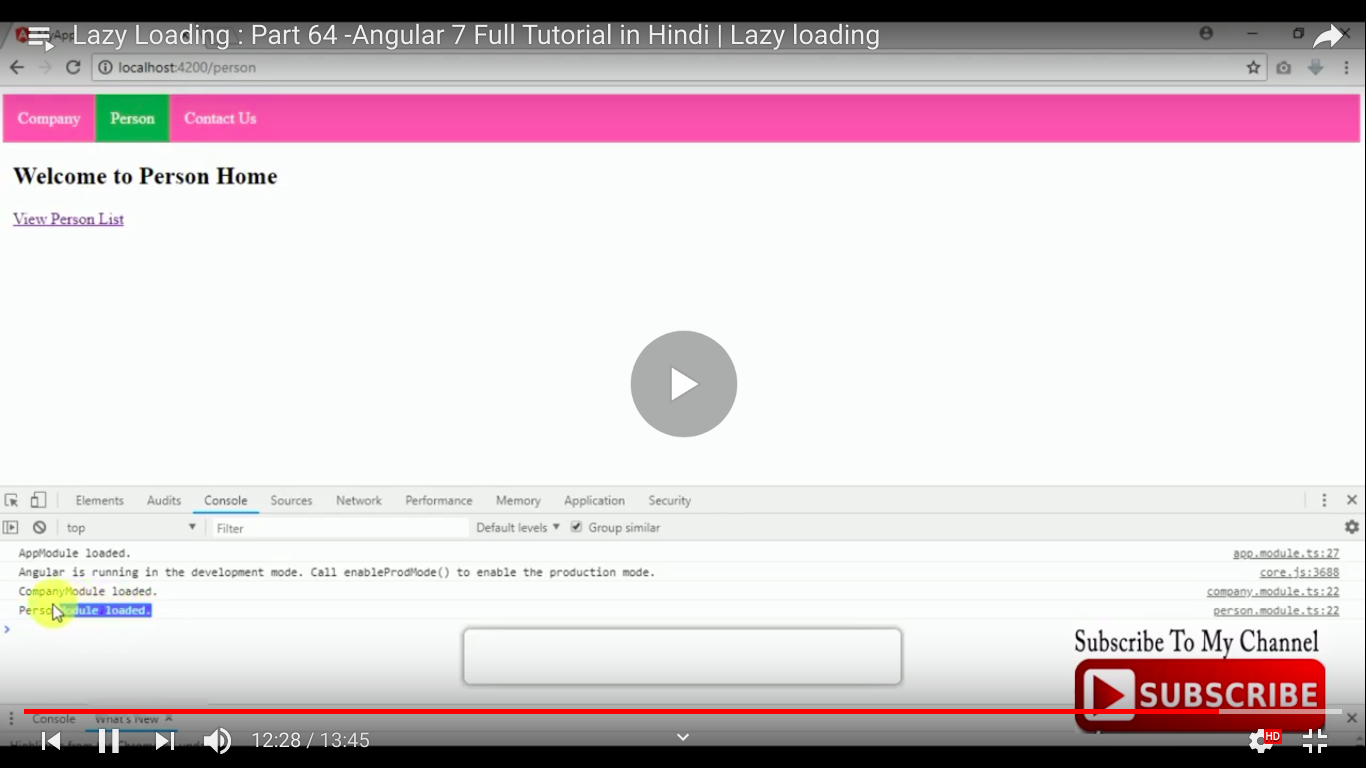 MyApp
Lazy Loading : Part 64 -Angular 7 Full Tutorial in Hindi | Lazy loading
localhost:4200/person
Company Person Contact Us
Welcome to Person Home
View Person List
Elements Audits Console Sources Network Performance Memory Application Security
top Filter Default levels Group similar
AppModule loaded. app.module.ts:27
Angular is running in the development mode. Call enableProdMode() to enable the production mode. core.js:3688
CompanyModule loaded. company.module.ts:22
PersonModule loaded. person.module.ts:22
Subscribe To My Channel
SUBSCRIBE
Console What's New
12:28 / 13:45
HD